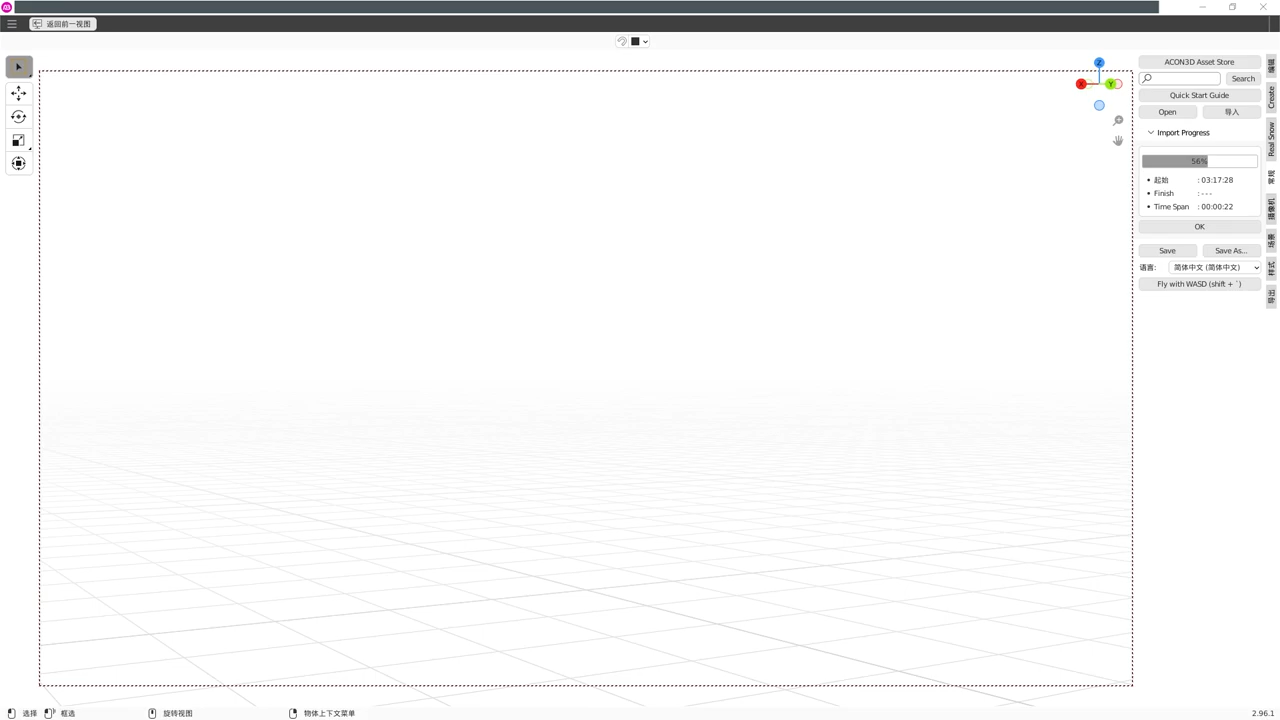 返回前一视图
Z
X
Y
ACON3D Asset Store
Search
Quick Start Guide
Open
导入
Import Progress
56%
• 起始 : 03:17:28
• Finish : ---
• Time Span : 00:00:22
OK
Save
Save As...
语言:
简体中文 (简体中文)
Fly with WASD (shift + `)
编辑
Create
Real Snow
常规
摄像机
场景
样式
导出
选择
框选
旋转视图
物体上下文菜单
2.96.1